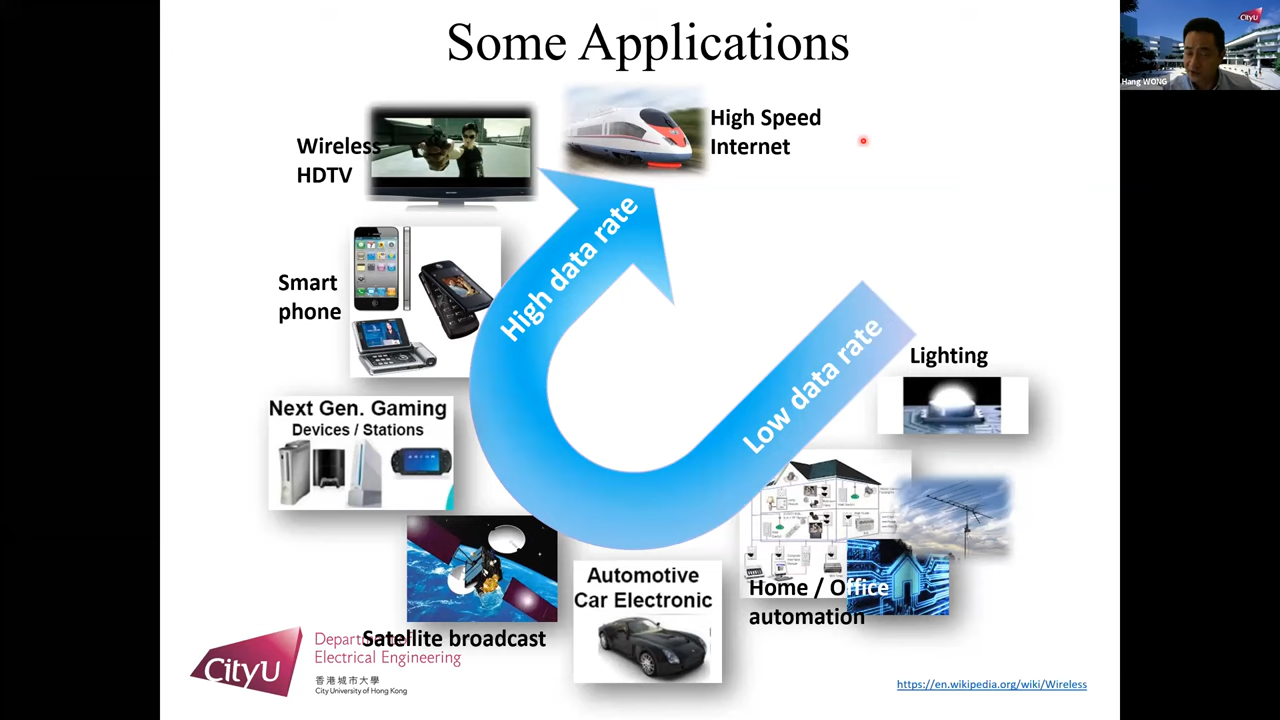 Some Applications
CityU
Hang WONG
Wireless
HDTV
High Speed
Internet
High data rate
Smart
phone
Low data rate
Lighting
Next Gen. Gaming
Devices / Stations
Automotive
Car Electronic
Home / Office
automation
Satellite broadcast
CityU
Department of
Electrical Engineering
香港城市大學
City University of Hong Kong
https://en.wikipedia.org/wiki/Wireless